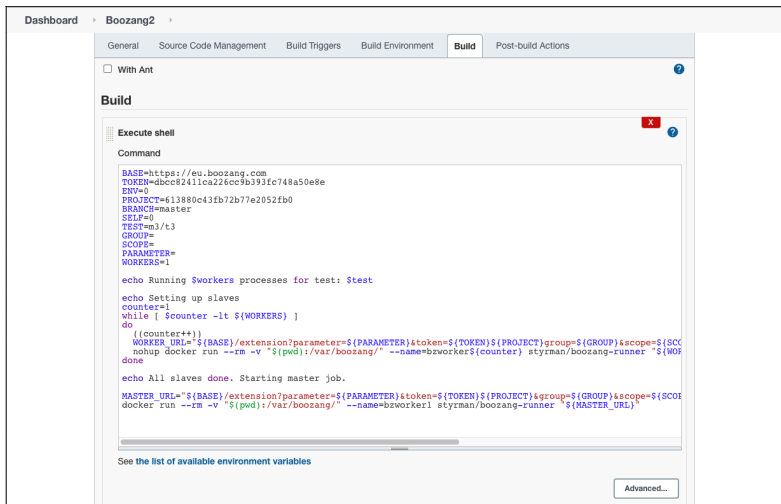 Dashboard Boozang2
General Source Code Management Build Triggers Build Environment Build Post-build Actions
With Ant ?
Build
X
Execute shell ?
Command
BASE=https://eu.boozang.com
TOKEN=dbcc82411ca226cc9b393fc748a50e8e
ENV=0
PROJECT=613880c43fb72b77e2052fb0
BRANCH=master
SELF=0
TEST=m3/t3
GROUP=
SCOPE=
PARAMETER=
WORKERS=1
echo Running $workers processes for test: $test
echo Setting up slaves
counter=1
while [ $counter -lt ${WORKERS} ]
do
((counter++))
WORKER_URL="${BASE}/extension?parameter=${PARAMETER}&token=${TOKEN}${PROJECT}group=${GROUP}&scope=${SCO
nohup docker run --rm -v "$(pwd):/var/boozang/" --name=bzworker${counter} styrman/boozang-runner "${WOR
done
echo All slaves done. Starting master job.
MASTER_URL="${BASE}/extension?parameter=${PARAMETER}&token=${TOKEN}${PROJECT}&group=${GROUP}&scope=${SCOP
docker run --rm -v "$(pwd):/var/boozang/" --name=bzworker1 styrman/boozang-runner "${MASTER_URL}"
See the list of available environment variables
Advanced...